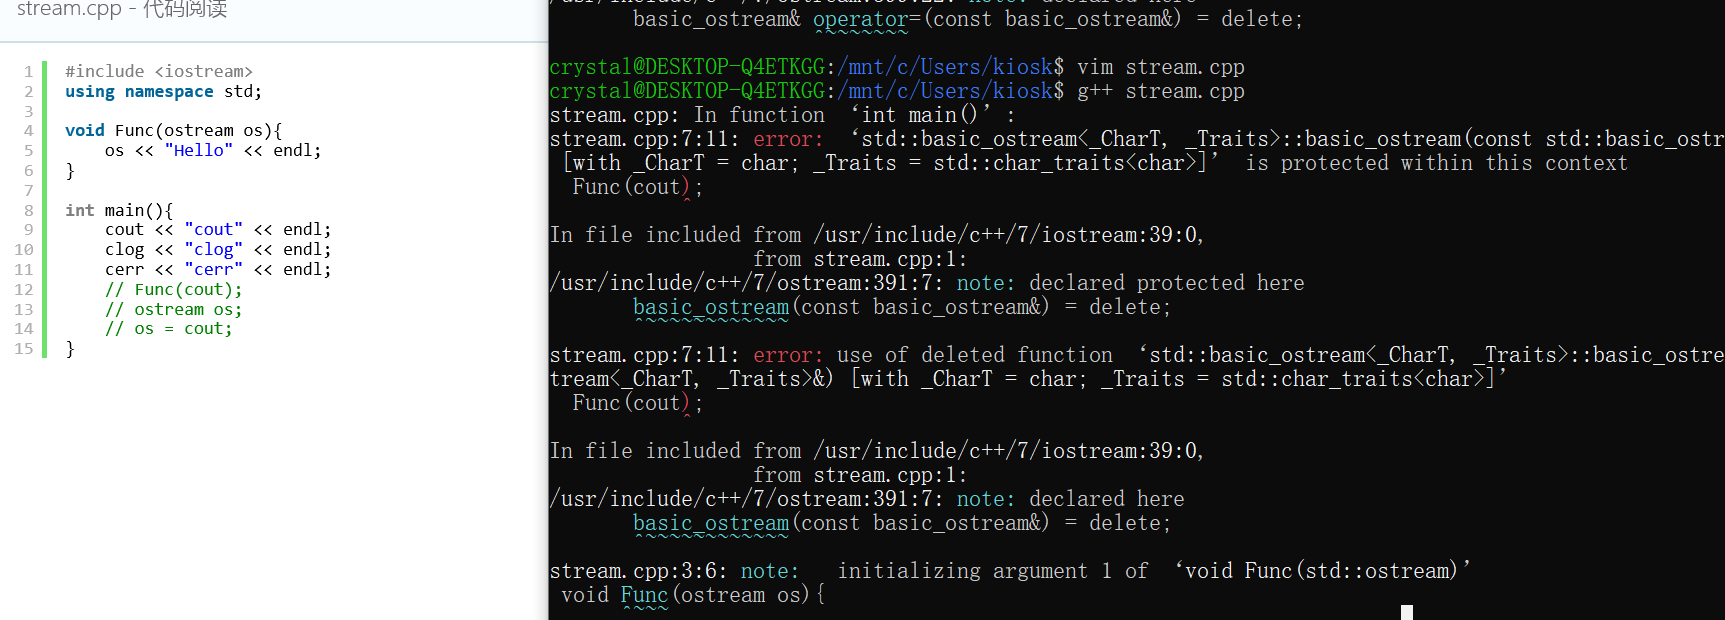 stream.cpp - 代码阅读
1 #include <iostream>
2 using namespace std;
3
4 void Func(ostream os){
5     os << "Hello" << endl;
6 }
7
8 int main(){
9     cout << "cout" << endl;
10     clog << "clog" << endl;
11     cerr << "cerr" << endl;
12     // Func(cout);
13     // ostream os;
14     // os = cout;
15 }
basic_ostream& operator=(const basic_ostream&) = delete;
crystal@DESKTOP-Q4ETKGG:/mnt/c/Users/kiosk$ vim stream.cpp
crystal@DESKTOP-Q4ETKGG:/mnt/c/Users/kiosk$ g++ stream.cpp
stream.cpp: In function ‘int main()’:
stream.cpp:7:11: error: ‘std::basic_ostream<_CharT, _Traits>::basic_ostream(const std::basic_ostr
[with _CharT = char; _Traits = std::char_traits<char>]’ is protected within this context
Func(cout);
^
In file included from /usr/include/c++/7/iostream:39:0,
from stream.cpp:1:
/usr/include/c++/7/ostream:391:7: note: declared protected here
basic_ostream(const basic_ostream&) = delete;
^~~~~~~~~~~~~
stream.cpp:7:11: error: use of deleted function ‘std::basic_ostream<_CharT, _Traits>::basic_ostre
tream<_CharT, _Traits>&) [with _CharT = char; _Traits = std::char_traits<char>]’
Func(cout);
^
In file included from /usr/include/c++/7/iostream:39:0,
from stream.cpp:1:
/usr/include/c++/7/ostream:391:7: note: declared here
basic_ostream(const basic_ostream&) = delete;
^~~~~~~~~~~~~
stream.cpp:3:6: note:   initializing argument 1 of ‘void Func(std::ostream)’
void Func(ostream os){
^~~~